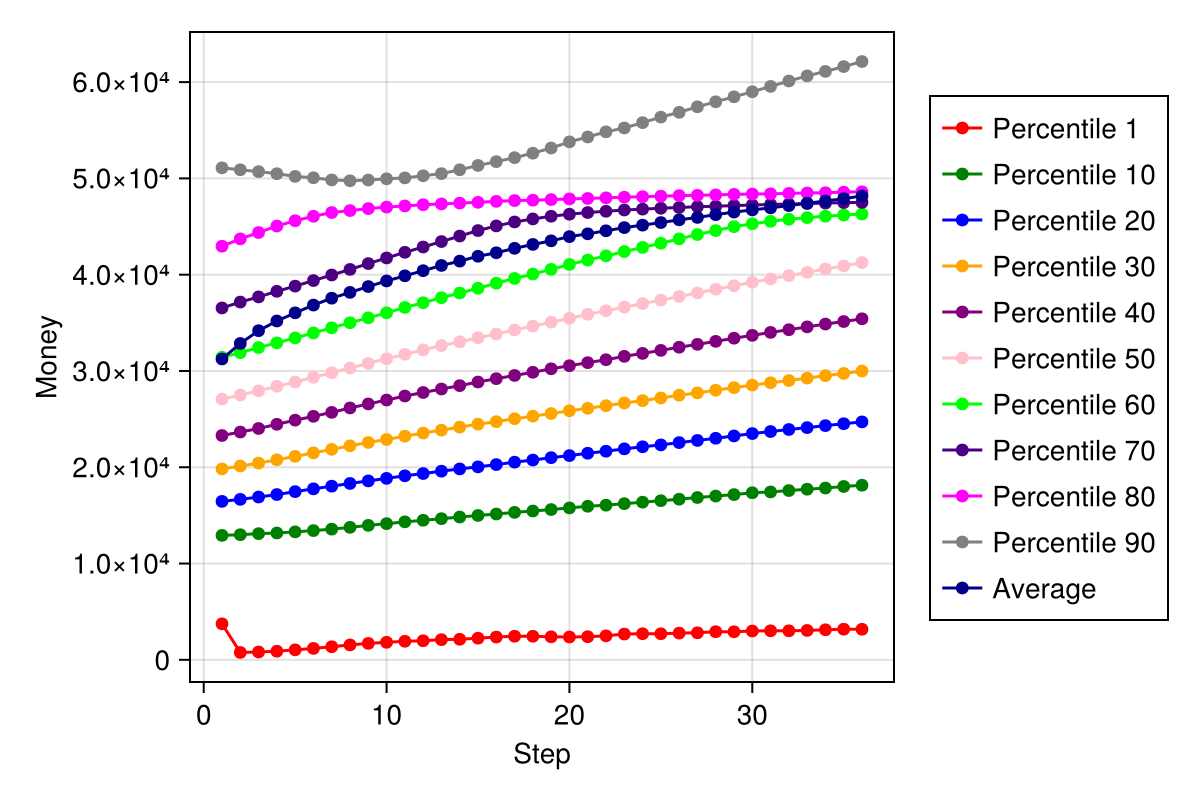 6.0×10⁴
5.0×10⁴
4.0×10⁴
3.0×10⁴
2.0×10⁴
1.0×10⁴
0
Money
0 10 20 30
Step
Percentile 1
Percentile 10
Percentile 20
Percentile 30
Percentile 40
Percentile 50
Percentile 60
Percentile 70
Percentile 80
Percentile 90
Average